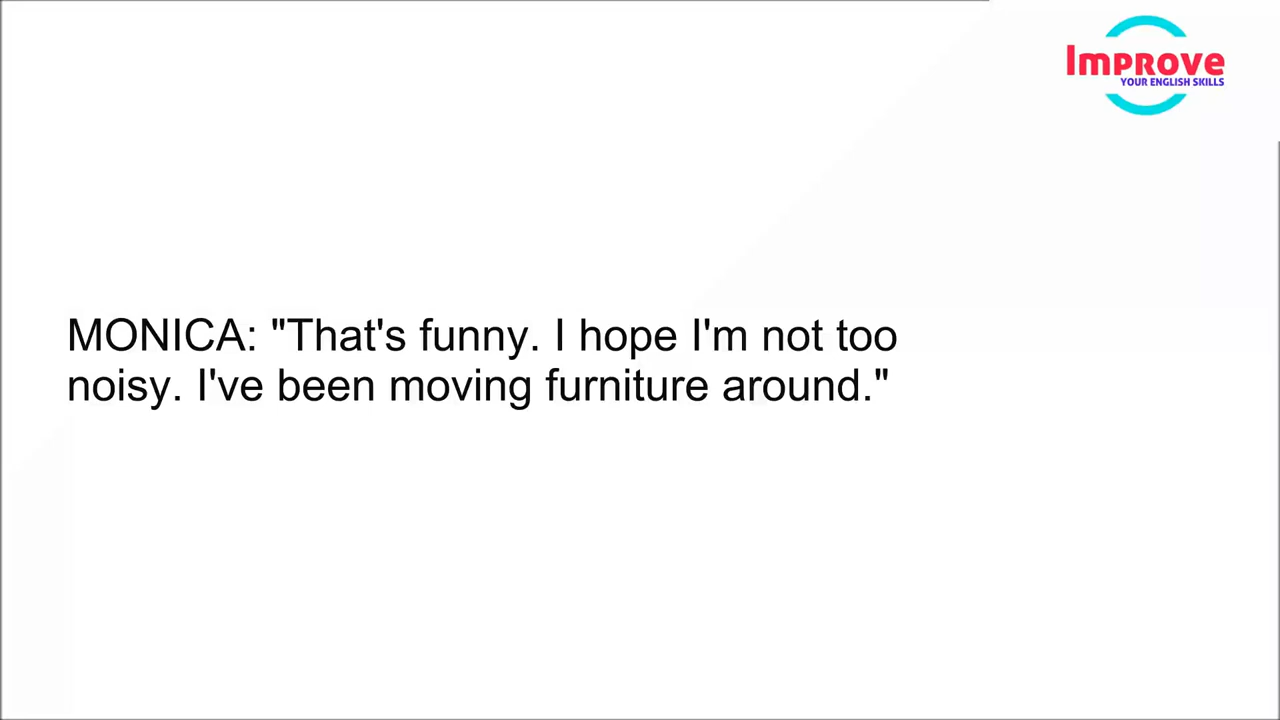 Improve
YOUR ENGLISH SKILLS
MONICA: "That's funny. I hope I'm not too
noisy. I've been moving furniture around."